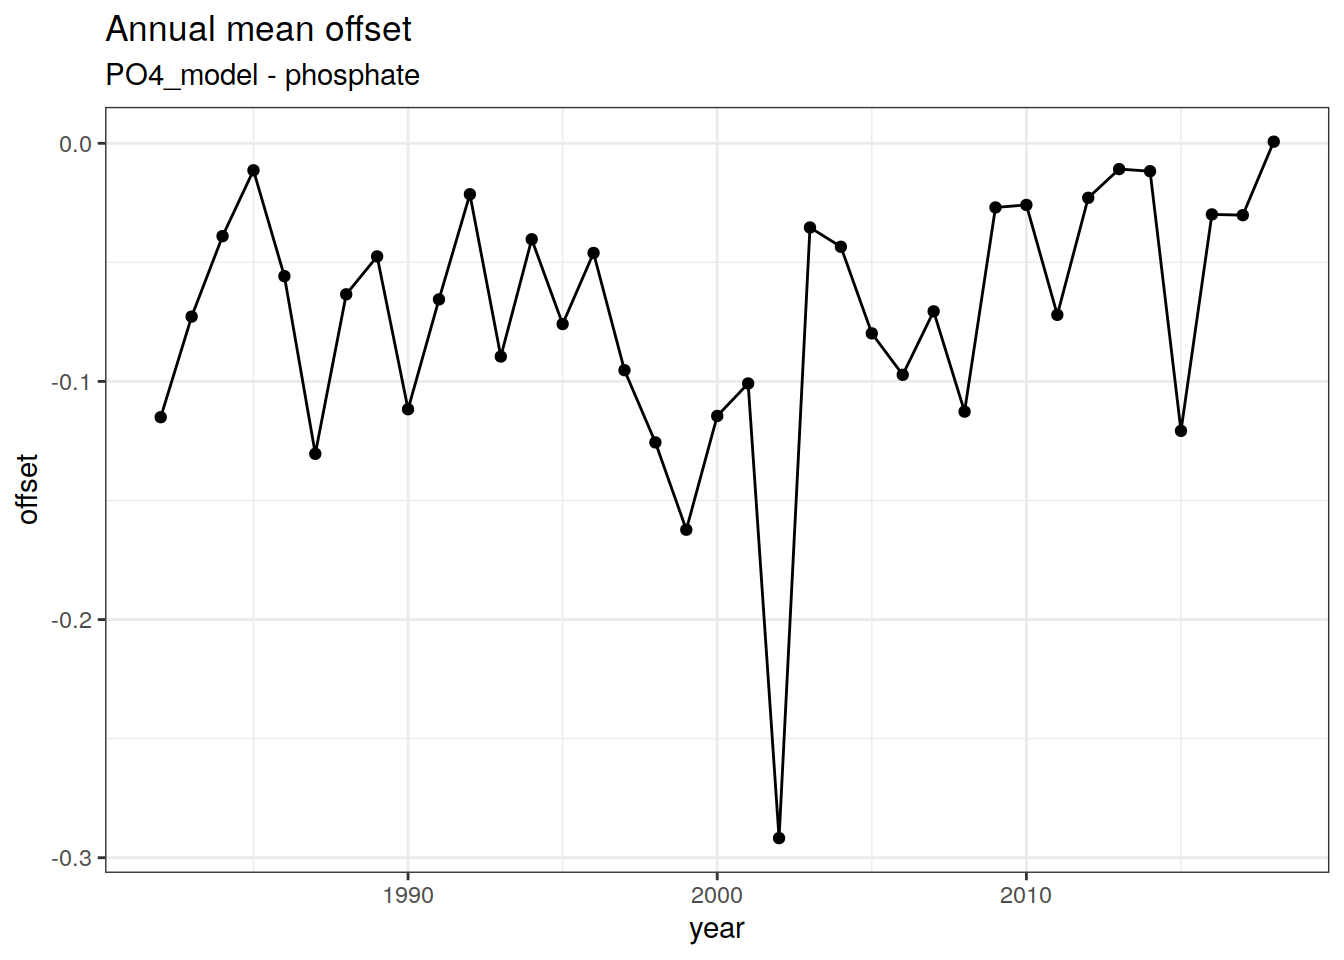 Annual mean offset
PO4_model - phosphate
0.0
-0.1
-0.2
-0.3
offset
1990 2000 2010
year